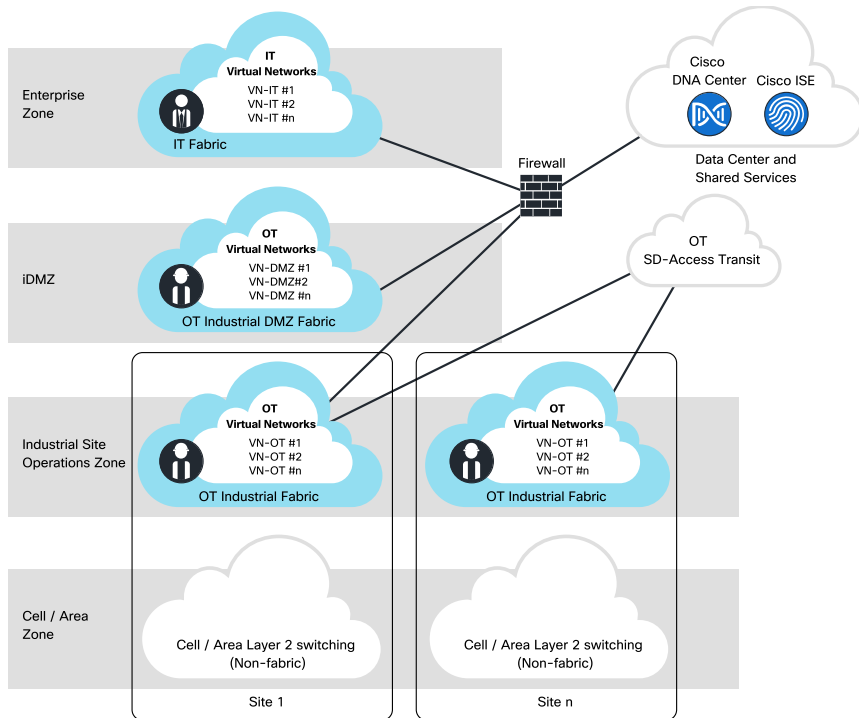 Enterprise
Zone
IT
Virtual Networks
VN-IT #1
VN-IT #2
VN-IT #n
IT Fabric
Cisco
DNA Center
Cisco ISE
Data Center and
Shared Services
Firewall
iDMZ
OT
Virtual Networks
VN-DMZ #1
VN-DMZ#2
VN-DMZ #n
OT Industrial DMZ Fabric
OT
SD-Access Transit
Industrial Site
Operations Zone
OT
Virtual Networks
VN-OT #1
VN-OT #2
VN-OT #n
OT Industrial Fabric
OT
Virtual Networks
VN-OT #1
VN-OT #2
VN-OT #n
OT Industrial Fabric
Cell / Area
Zone
Cell / Area Layer 2 switching
(Non-fabric)
Cell / Area Layer 2 switching
(Non-fabric)
Site 1
Site n